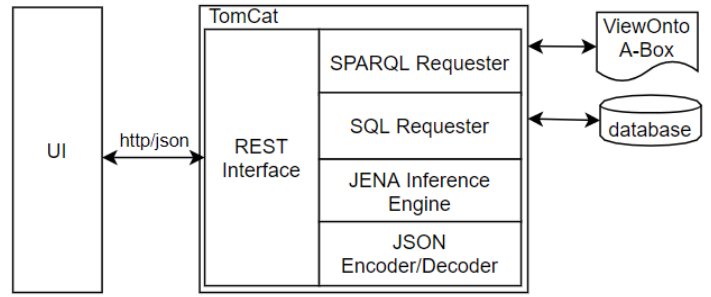 TomCat
UI
http/json
REST
Interface
SPARQL Requester
SQL Requester
JENA Inference
Engine
JSON
Encoder/Decoder
ViewOnto
A-Box
database